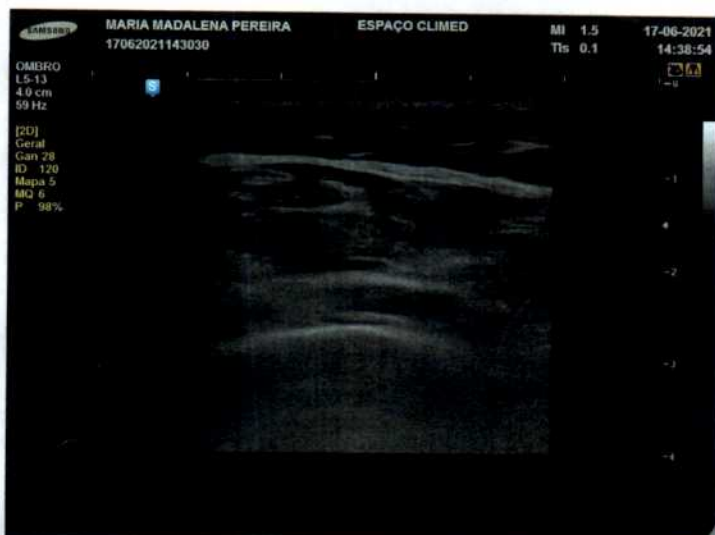 SAMSUNG
MARIA MADALENA PEREIRA
ESPAÇO CLIMED
MI 1.5
17-06-2021
17062021143030
TIs 0.1
14:38:54
OMBRO
L5-13
4.0 cm
59 Hz
S
[2D]
Geral
Gan 28
ID 120
Mapa 5
MQ 6
P 98%
0
1
2
3
4